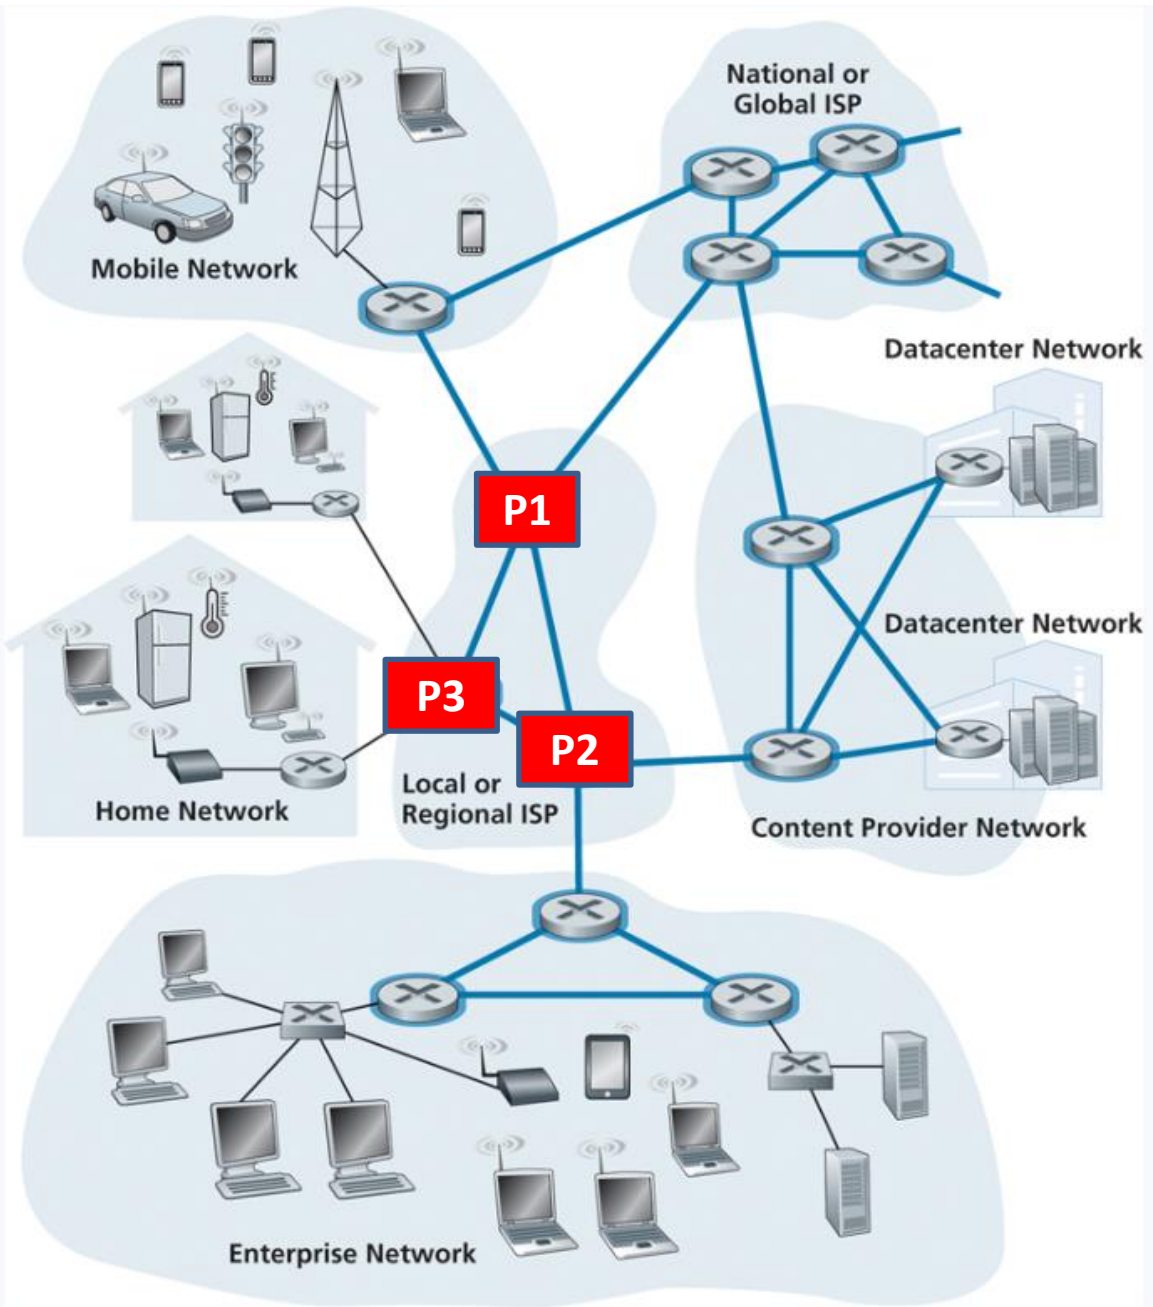 National or
Global ISP
Mobile Network
Datacenter Network
P1
Datacenter Network
P3
P2
Local or
Regional ISP
Home Network
Content Provider Network
Enterprise Network